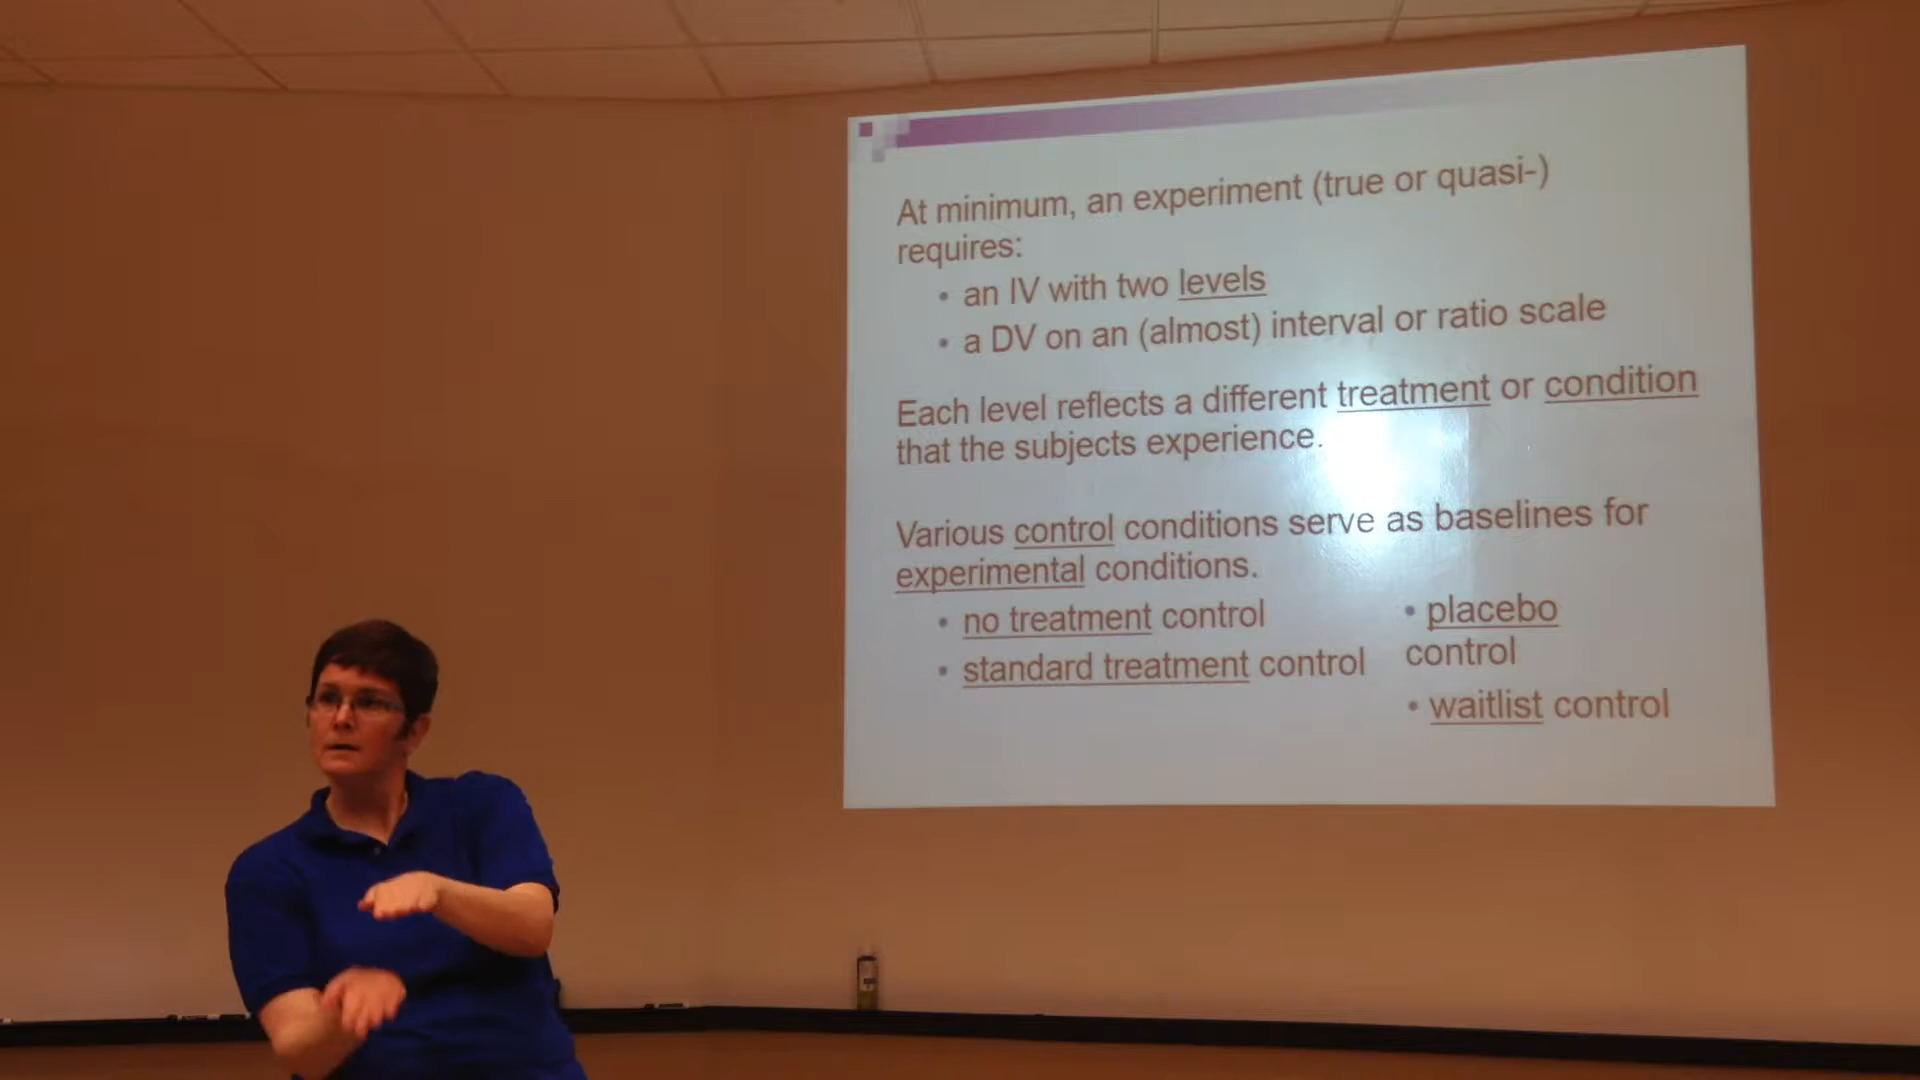 At minimum, an experiment (true or quasi-)
requires:
• an IV with two levels
• a DV on an (almost) interval or ratio scale
Each level reflects a different treatment or condition
that the subjects experience.
Various control conditions serve as baselines for
experimental conditions.
• no treatment control
• standard treatment control
• placebo
control
• waitlist control